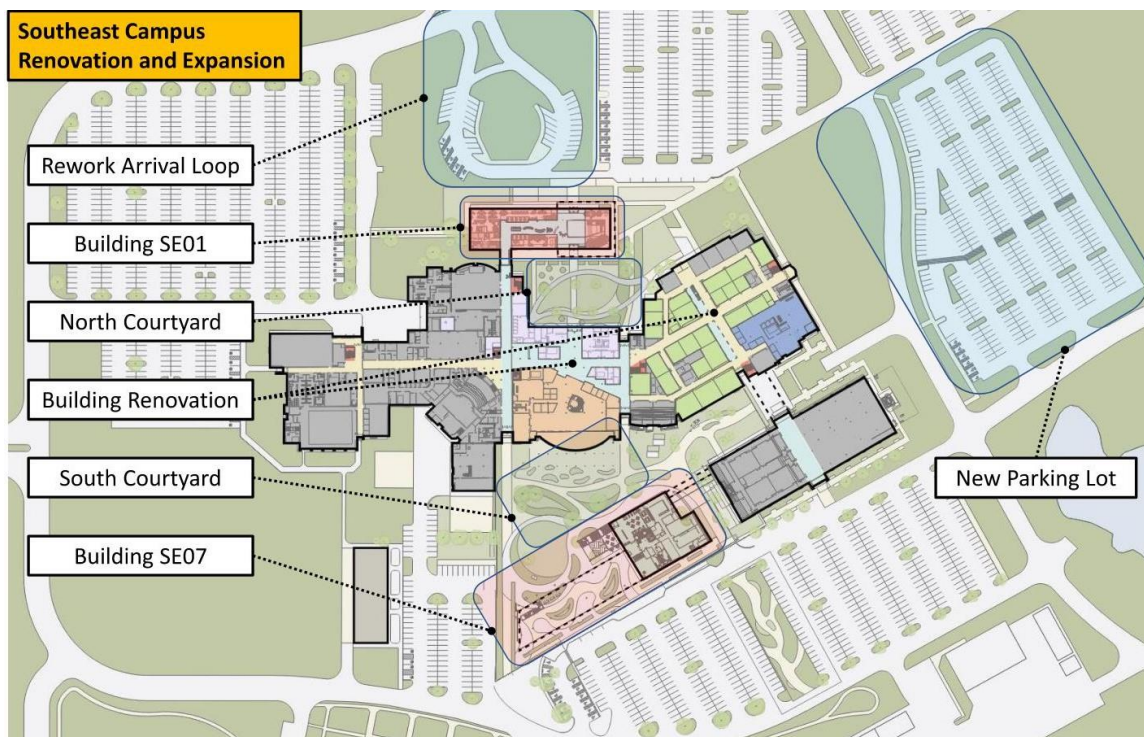 Southeast Campus
Renovation and Expansion
Rework Arrival Loop
Building SE01
North Courtyard
Building Renovation
South Courtyard
Building SE07
New Parking Lot